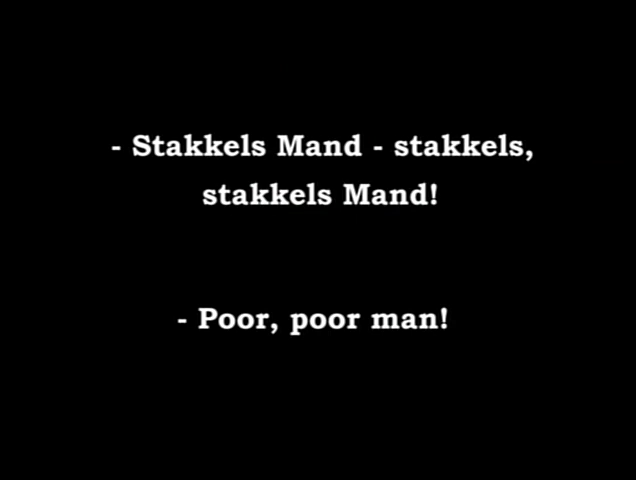 - Stakkels Mand - stakkels,
stakkels Mand!
- Poor, poor man!